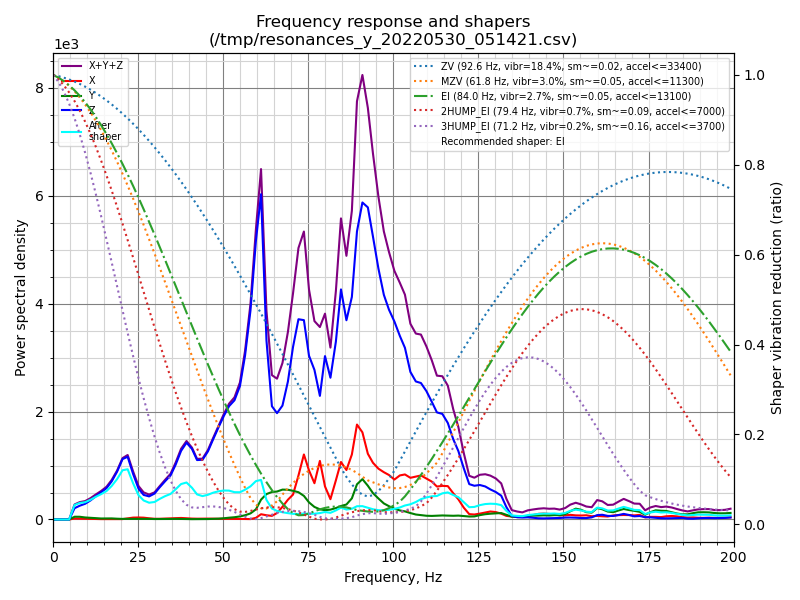 Frequency response and shapers
(/tmp/resonances_y_20220530_051421.csv)
1e3
X+Y+Z
X
Y
Z
After
shaper
ZV (92.6 Hz, vibr=18.4%, sm~=0.02, accel<=33400)
MZV (61.8 Hz, vibr=3.0%, sm~=0.05, accel<=11300)
EI (84.0 Hz, vibr=2.7%, sm~=0.05, accel<=13100)
2HUMP_EI (79.4 Hz, vibr=0.7%, sm~=0.09, accel<=7000)
3HUMP_EI (71.2 Hz, vibr=0.2%, sm~=0.16, accel<=3700)
Recommended shaper: EI
8
6
4
2
0
Power spectral density
1.0
0.8
0.6
0.4
0.2
0.0
Shaper vibration reduction (ratio)
0 25 50 75 100 125 150 175 200
Frequency, Hz